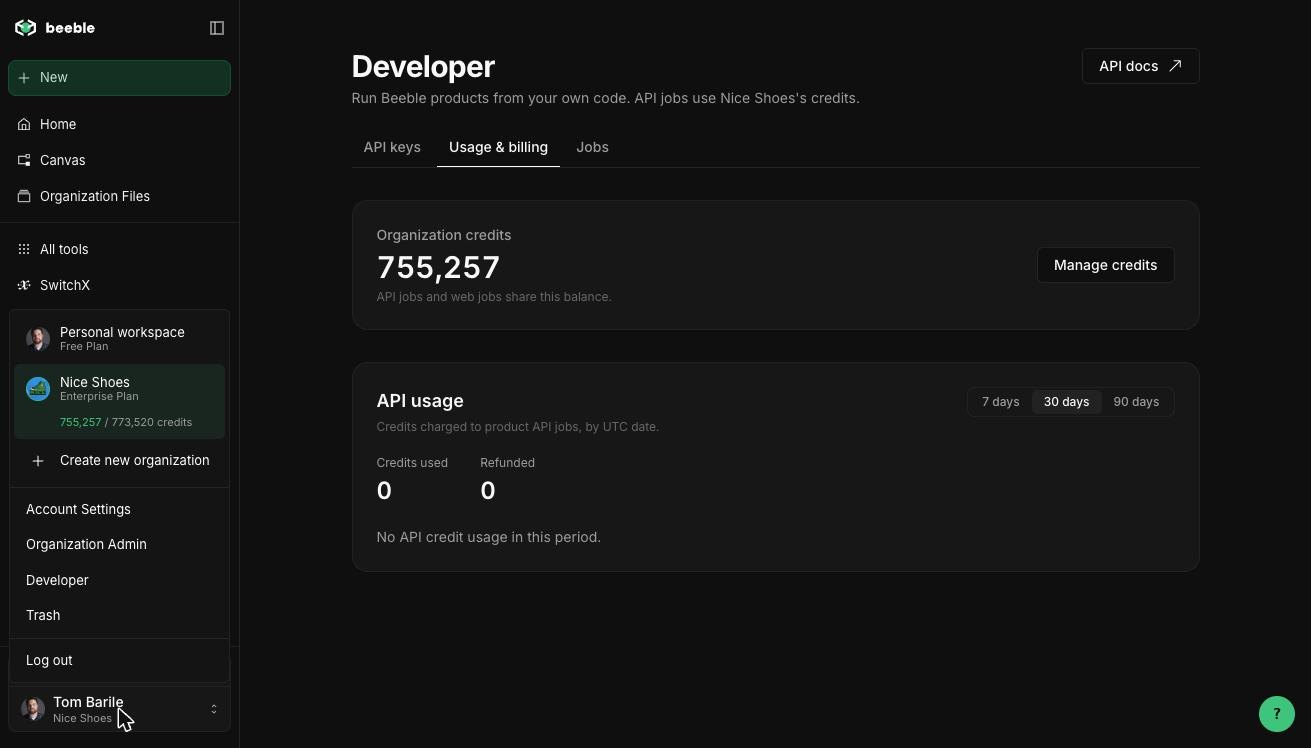 beeble
New
Home
Canvas
Organization Files
All tools
SwitchX
Personal workspace
Free Plan
Nice Shoes
Enterprise Plan
755,257 / 773,520 credits
Create new organization
Account Settings
Organization Admin
Developer
Trash
Log out
Tom Barile
Nice Shoes
Developer
API docs
Run Beeble products from your own code. API jobs use Nice Shoes's credits.
API keys
Usage & billing
Jobs
Organization credits
755,257
API jobs and web jobs share this balance.
Manage credits
API usage
7 days
30 days
90 days
Credits charged to product API jobs, by UTC date.
Credits used
Refunded
0
0
No API credit usage in this period.
?